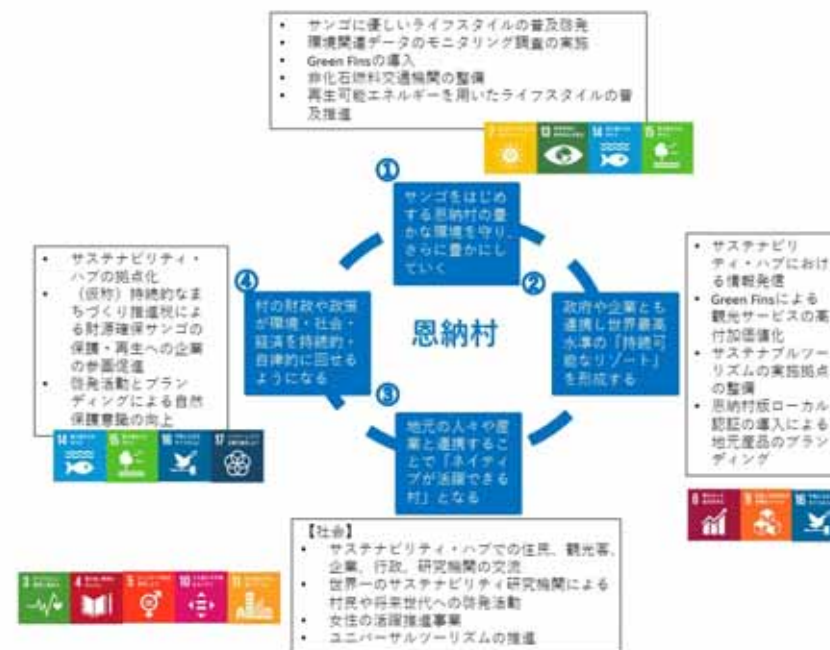 • サンゴに優しいライフスタイルの普及啓発
• 環境関連データのモニタリング調査の実施
• Green Finsの導入
• 非化石燃料交通機関の整備
• 再生可能エネルギーを用いたライフスタイルの普
及推進
7
13
14
15
①
サンゴをはじめ
する恩納村の豊
かな環境を守り、
さらに豊かにし
ていく
②
政府や企業とも
連携し世界最高
水準の「持続可
能なリゾート」
を形成する
• サステナビリ
ティ・ハブにおけ
る情報発信
• Green Finsによる
観光サービスの高
付加価値化
• サステナブルツー
リズムの実施拠点
の整備
• 恩納村版ローカル
認証の導入による
地元産品のブラン
ディング
8
9
16
恩納村
③
地元の人々や産
業と連携するこ
とで「ネイティ
ブが活躍できる
村」となる
【社会】
• サステナビリティ・ハブでの住民、観光客、
企業、行政、研究機関の交流
• 世界一のサステナビリティ研究機関による
村民や将来世代への啓発活動
• 女性の活躍推進事業
• ユニバーサルツーリズムの推進
3
4
5
10
11
④
村の財政や政策
が環境・社会・
経済を持続的・
自律的に回せる
ようになる
• サステナビリティ・
ハブの拠点化
• （仮称）持続的なま
ちづくり推進税によ
る財源確保サンゴの
保護・再生への企業
の参画促進
• 啓発活動とブラン
ディングによる自然
保護意識の向上
14
15
16
17